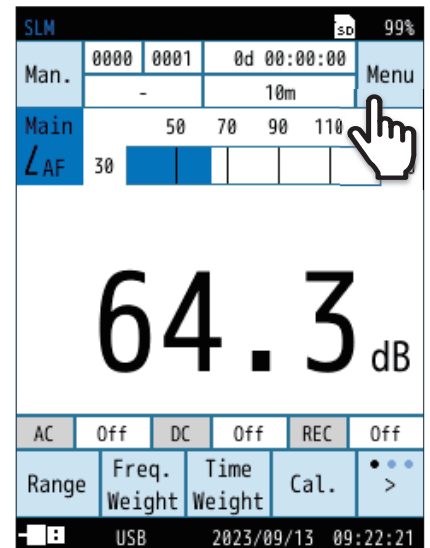 SLM SD 99%
Man. 0000 0001 0d 00:00:00 Menu
- 10m
Main 50 70 90 110
LAF 30
64.3 dB
AC Off DC Off REC Off
Range Freq. Weight Time Weight Cal. >
USB 2023/09/13 09:22:21